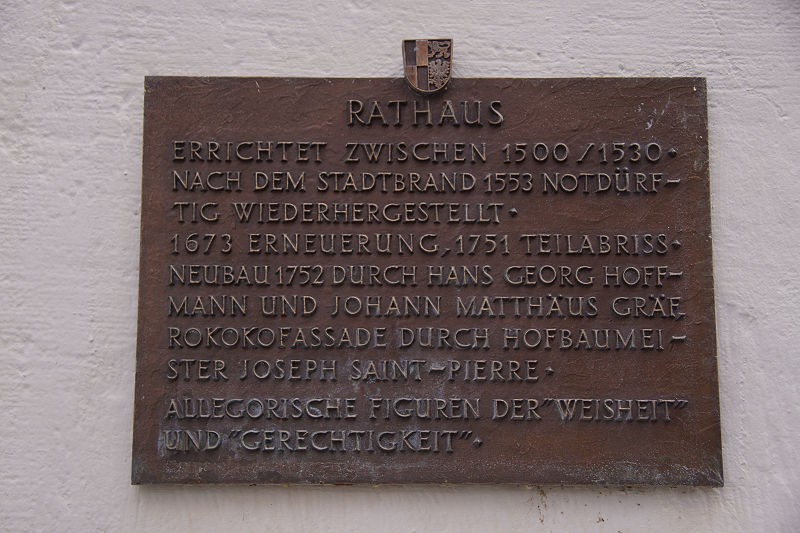 RATHAUS
ERRICHTET ZWISCHEN 1500/1530.
NACH DEM STADTBRAND 1553 NOTDÜRF-
TIG WIEDERHERGESTELLT.
1673 ERNEUERUNG, 1751 TEILABRISS.
NEUBAU 1752 DURCH HANS GEORG HOFF-
MANN UND JOHANN MATTHÄUS GRÄF.
ROKOKOFASSADE DURCH HOFBAUMEI-
STER JOSEPH SAINT-PIERRE.
ALLEGORISCHE FIGUREN DER "WEISHEIT"
UND "GERECHTIGKEIT".